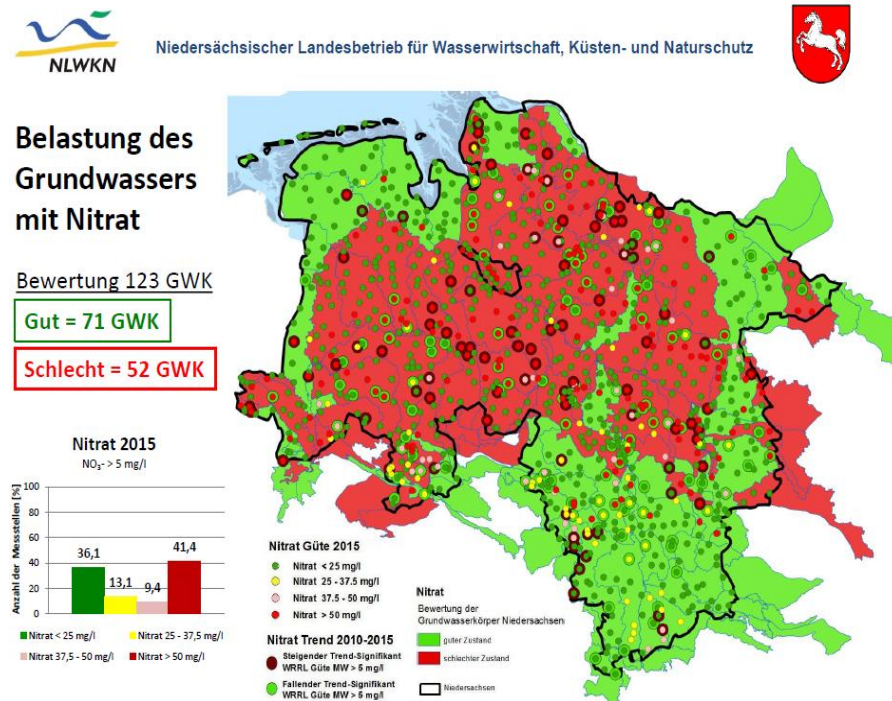 NLWKN
Niedersächsischer Landesbetrieb für Wasserwirtschaft, Küsten- und Naturschutz
Belastung des
Grundwassers
mit Nitrat
Bewertung 123 GWK
Gut = 71 GWK
Schlecht = 52 GWK
Nitrat 2015
NO₃- > 5 mg/l
Anzahl der Messstellen [%]
100
80
60
40
20
0
36,1
13,1
9,4
41,4
Nitrat < 25 mg/l
Nitrat 25 - 37,5 mg/l
Nitrat 37,5 - 50 mg/l
Nitrat > 50 mg/l
Nitrat Güte 2015
Nitrat < 25 mg/l
Nitrat 25 - 37.5 mg/l
Nitrat 37.5 - 50 mg/l
Nitrat > 50 mg/l
Nitrat Trend 2010-2015
Steigender Trend-Signifikant
WRRL Güte MW > 5 mg/l
Fallender Trend-Signifikant
WRRL Güte MW > 5 mg/l
Nitrat
Bewertung der
Grundwasserkörper Niedersachsen
guter Zustand
schlechter Zustand
Niedersachsen